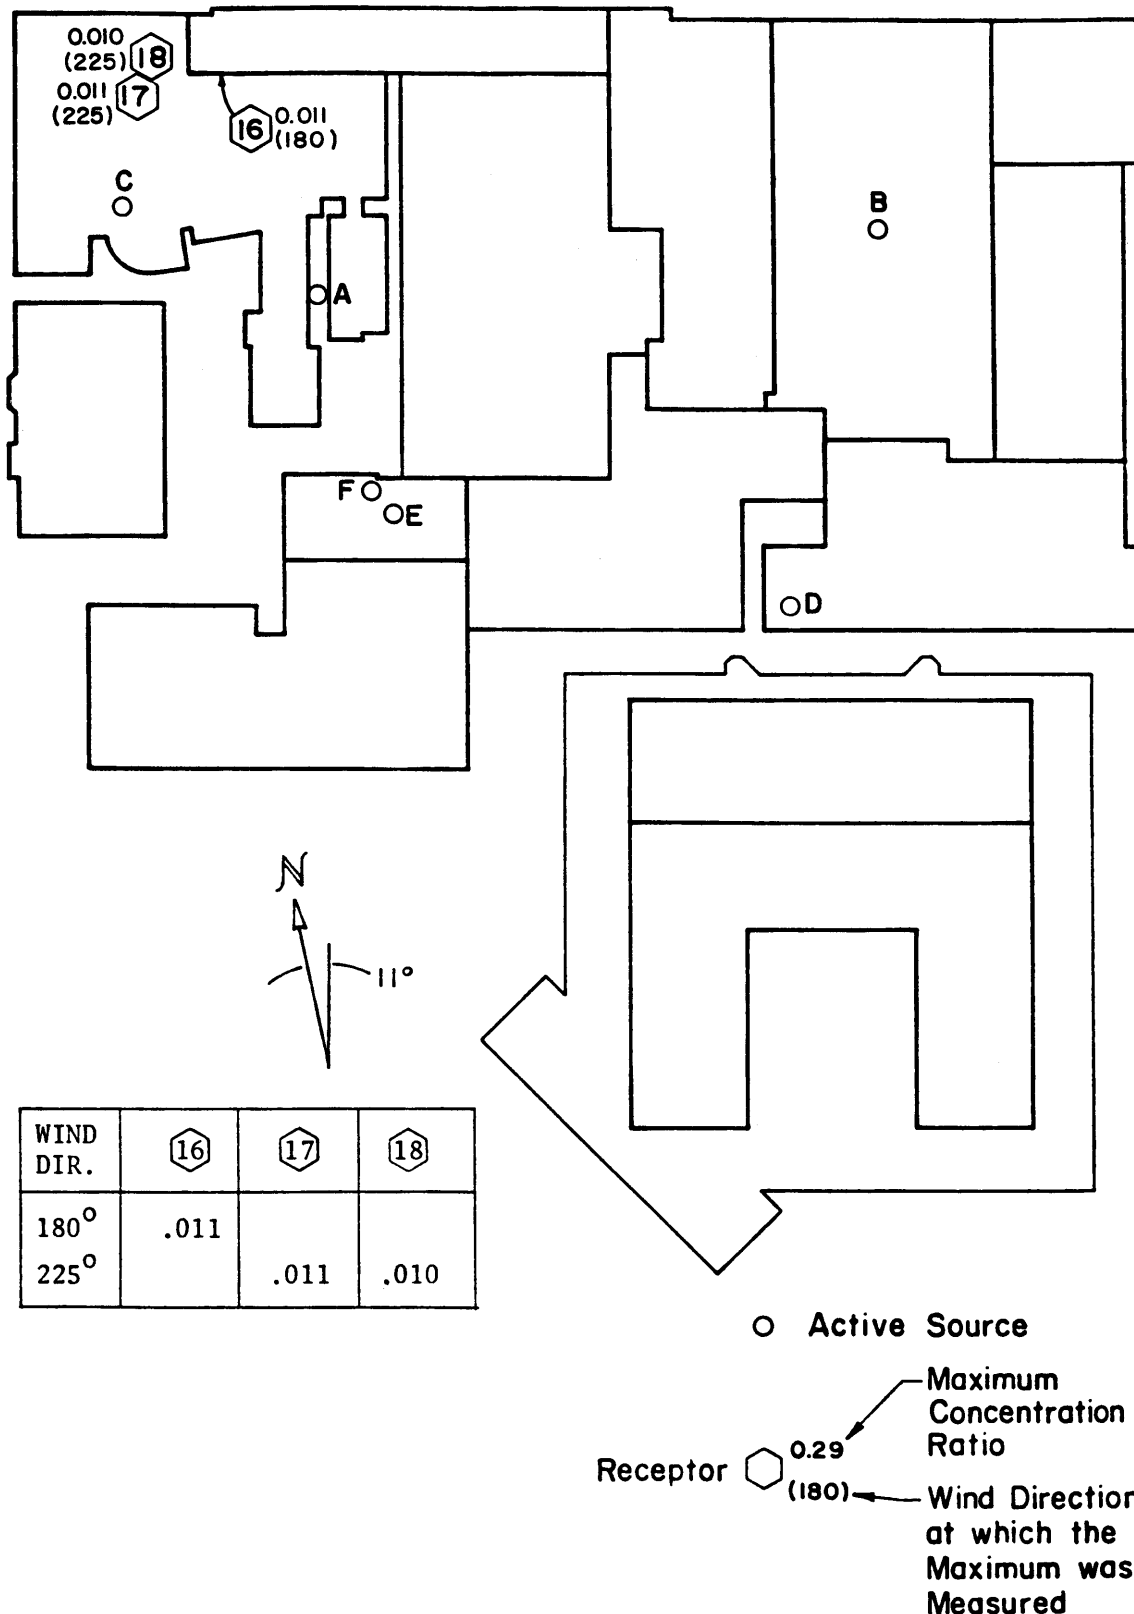 0.010
(225) 18
0.011
(225) 17
16 0.011
(180)
C
B
A
F
E
D
N
11°
WIND DIR. 16 17 18
180° .011
225° .011 .010
Active Source
Maximum
Concentration
Ratio
Receptor 0.29
(180)
Wind Direction
at which the
Maximum was
Measured